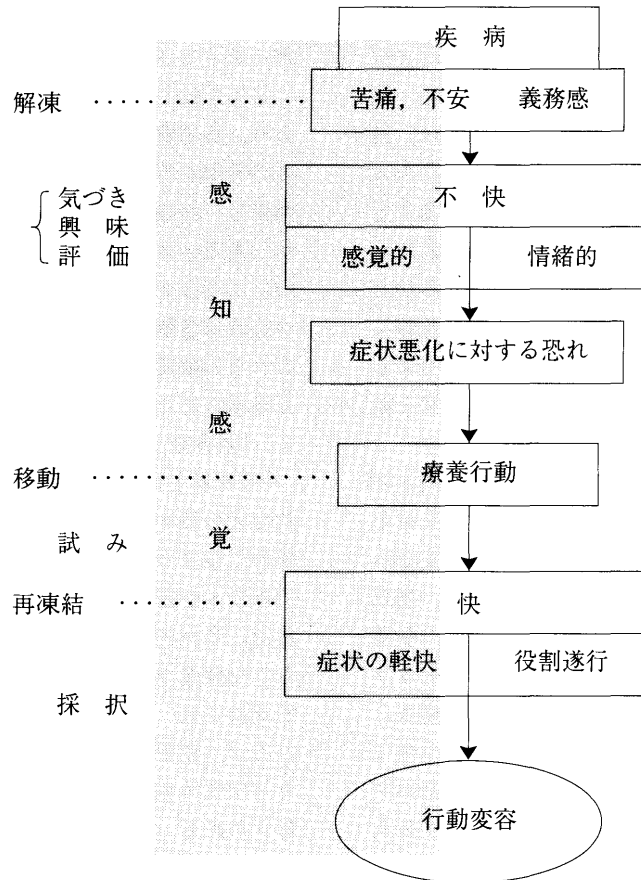 疾 病
解凍 ・・・・・・・・・・・・ 苦痛，不安 義務感
感
気づき
興 味
評 価
不 快
感覚的 情緒的
知
症状悪化に対する恐れ
感
移動 ・・・・・・・・・・・・・・ 療養行動
試 み
覚
再凍結 ・・・・・・・・・・ 快
症状の軽快 役割遂行
採 択
行動変容